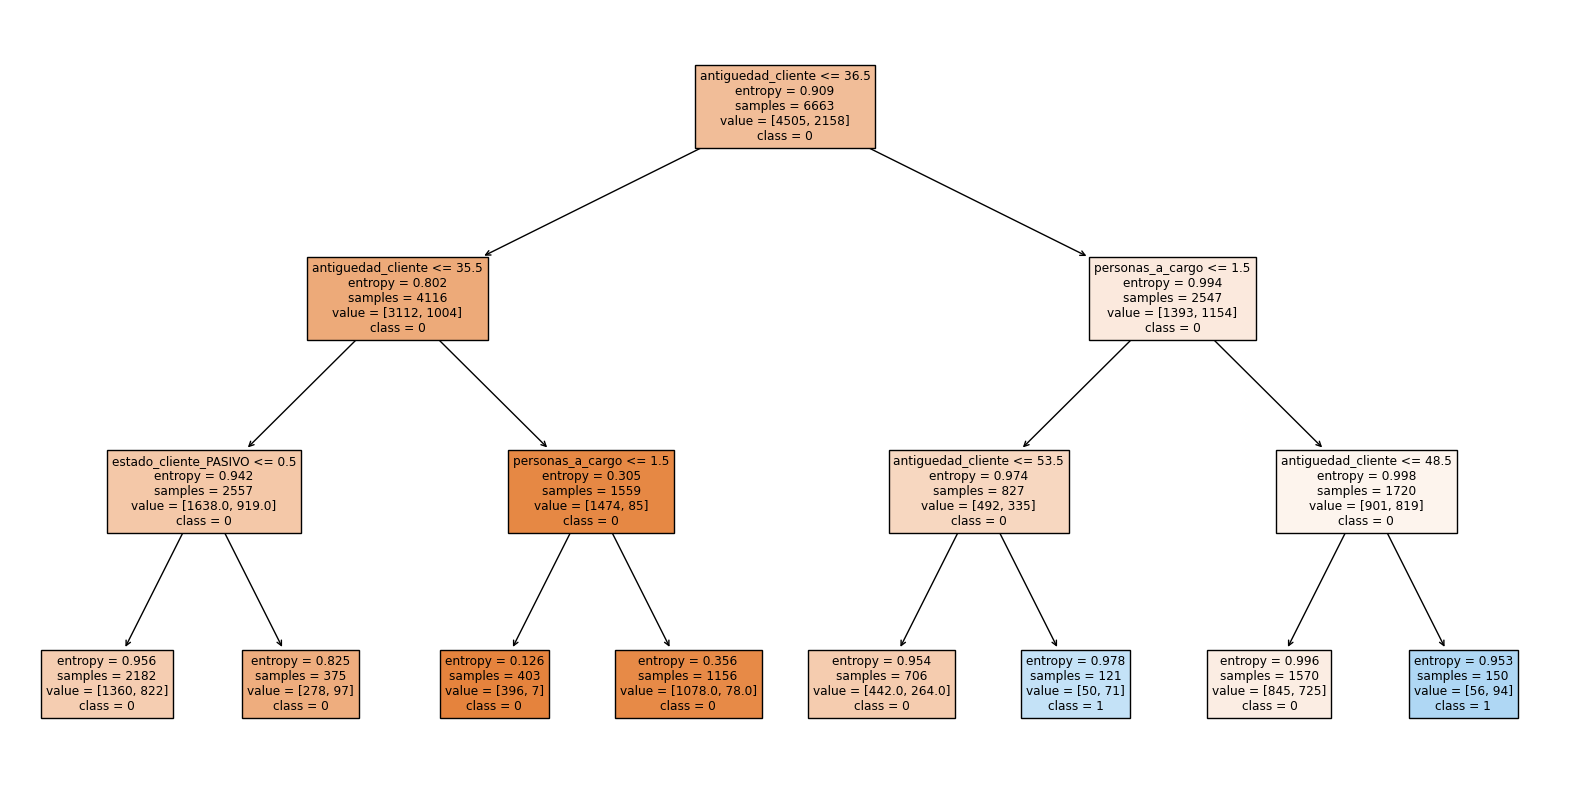 antiguedad_cliente <= 36.5
entropy = 0.909
samples = 6663
value = [4505, 2158]
class = 0
antiguedad_cliente <= 35.5
entropy = 0.802
samples = 4116
value = [3112, 1004]
class = 0
personas_a_cargo <= 1.5
entropy = 0.994
samples = 2547
value = [1393, 1154]
class = 0
estado_cliente_PASIVO <= 0.5
entropy = 0.942
samples = 2557
value = [1638.0, 919.0]
class = 0
personas_a_cargo <= 1.5
entropy = 0.305
samples = 1559
value = [1474, 85]
class = 0
antiguedad_cliente <= 53.5
entropy = 0.974
samples = 827
value = [492, 335]
class = 0
antiguedad_cliente <= 48.5
entropy = 0.998
samples = 1720
value = [901, 819]
class = 0
entropy = 0.956
samples = 2182
value = [1360, 822]
class = 0
entropy = 0.825
samples = 375
value = [278, 97]
class = 0
entropy = 0.126
samples = 403
value = [396, 7]
class = 0
entropy = 0.356
samples = 1156
value = [1078.0, 78.0]
class = 0
entropy = 0.954
samples = 706
value = [442.0, 264.0]
class = 0
entropy = 0.978
samples = 121
value = [50, 71]
class = 1
entropy = 0.996
samples = 1570
value = [845, 725]
class = 0
entropy = 0.953
samples = 150
value = [56, 94]
class = 1